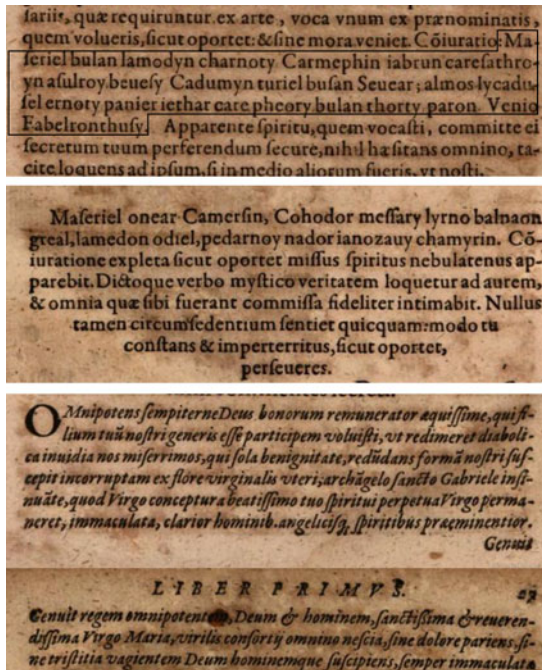 sariis, quæ requiruntur ex arte, voca vnum ex prænominatis,
quem volueris, sicut oportet: & sine mora veniet. Cõiuratio: Ma-
seriel bulan lamodyn charnoty Carmephin iabrun caresathro-
yn asulroy beuesy Cadumyn turiel busan Seuear; almos lycadu-
sel ernoty panier iethar care pheory bulan thorty paron. Venio
Fabelronthusy. Apparente spiritu, quem vocasti, committe ei
secretum tuum perferendum secure, nihil hæsitans omnino, ta-
cite loquens ad ipsum, si in medio aliorum fueris, vt nosti.
Maseriel onear Camersin, Cohodor messary lyrno balnaon
greal, lamedon odiel, pedarnoy nador ianozauy chamyrin. Cõ-
iuratione expleta sicut oportet missus spiritus nebulatenus ap-
parebit. Dictoque verbo mystico veritatem loquetur ad aurem,
& omnia quæ sibi fuerant commissa fideliter intimabit. Nullus
tamen circumsedentium sentiet quicquam: modo tu
constans & imperterritus, sicut oportet,
perseueres.
OMnipotens sempiterne Deus bonorum remunerator æquissime, qui fi-
lium tuũ nostri generis esse participem voluisti, vt redimeret diaboli-
ca inuidia nos miserrimos, qui sola benignitate, redũdans formã nostri sus-
cepit incorruptam ex flore virginalis vteri, archãgelo sancto Gabriele insi-
nuãte, quod Virgo conceptura beatissimo tuo spiritui perpetua Virgo perma-
neret, immaculata, clarior hominib. angelicisq; spiritibus præeminentior.
Genuit
LIBER PRIMVS.
Genuit regem omnipotentem, Deum & hominem, sanctissima & reueren-
dissima Virgo Maria, virilis consortij omnino nescia, sine dolore pariens, si-
ne tristitia vagientem Deum hominemque suscipiens, semper immaculata